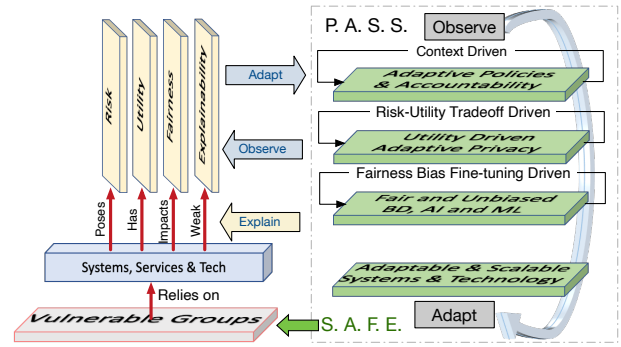 P. A. S. S.
Observe
Context Driven
Adaptive Policies
& Accountability
Risk-Utility Tradeoff Driven
Utility Driven
Adaptive Privacy
Fairness Bias Fine-tuning Driven
Fair and Unbiased
BD, AI and ML
Adaptable & Scalable
Systems & Technology
Adapt
S. A. F. E.
Adapt
Observe
Explain
Risk
Utility
Fairness
Explainability
Poses
Has
Impacts
Weak
Systems, Services & Tech
Relies on
Vulnerable Groups